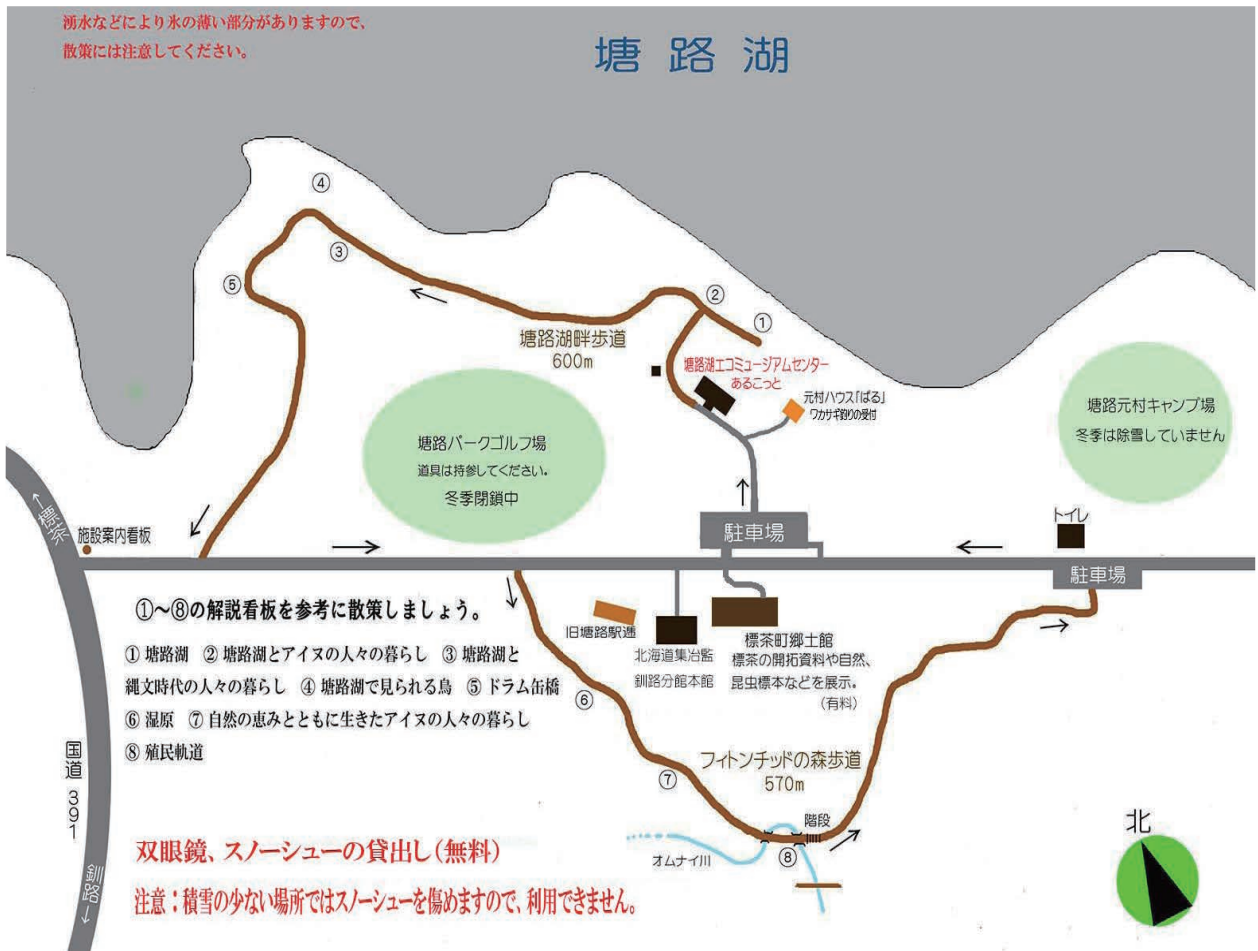 湧水などにより氷の薄い部分がありますので、
散策には注意してください。
塘路湖
④
③
⑤
②
①
塘路湖畔歩道
600m
塘路湖エコミュージアムセンター
あるこっと
元村ハウス「ぱる」
ワカサギ釣りの受付
塘路元村キャンプ場
冬季は除雪していません
塘路パークゴルフ場
道具は持参してください。
冬季閉鎖中
←標茶
施設案内看板
駐車場
トイレ
駐車場
①~⑧の解説看板を参考に散策しましょう。
① 塘路湖 ② 塘路湖とアイヌの人々の暮らし ③ 塘路湖と
縄文時代の人々の暮らし ④ 塘路湖で見られる鳥 ⑤ ドラム缶橋
⑥ 湿原 ⑦ 自然の恵みとともに生きたアイヌの人々の暮らし
⑧ 殖民軌道
旧塘路駅逓
北海道集治監
釧路分館本館
標茶町郷土館
標茶の開拓資料や自然、
昆虫標本などを展示。
(有料)
⑥
⑦
フィトンチッドの森歩道
570m
階段
⑧
オムナイ川
国道 391
釧路→
北
双眼鏡、スノーシューの貸出し(無料)
注意:積雪の少ない場所ではスノーシューを傷めますので、利用できません。